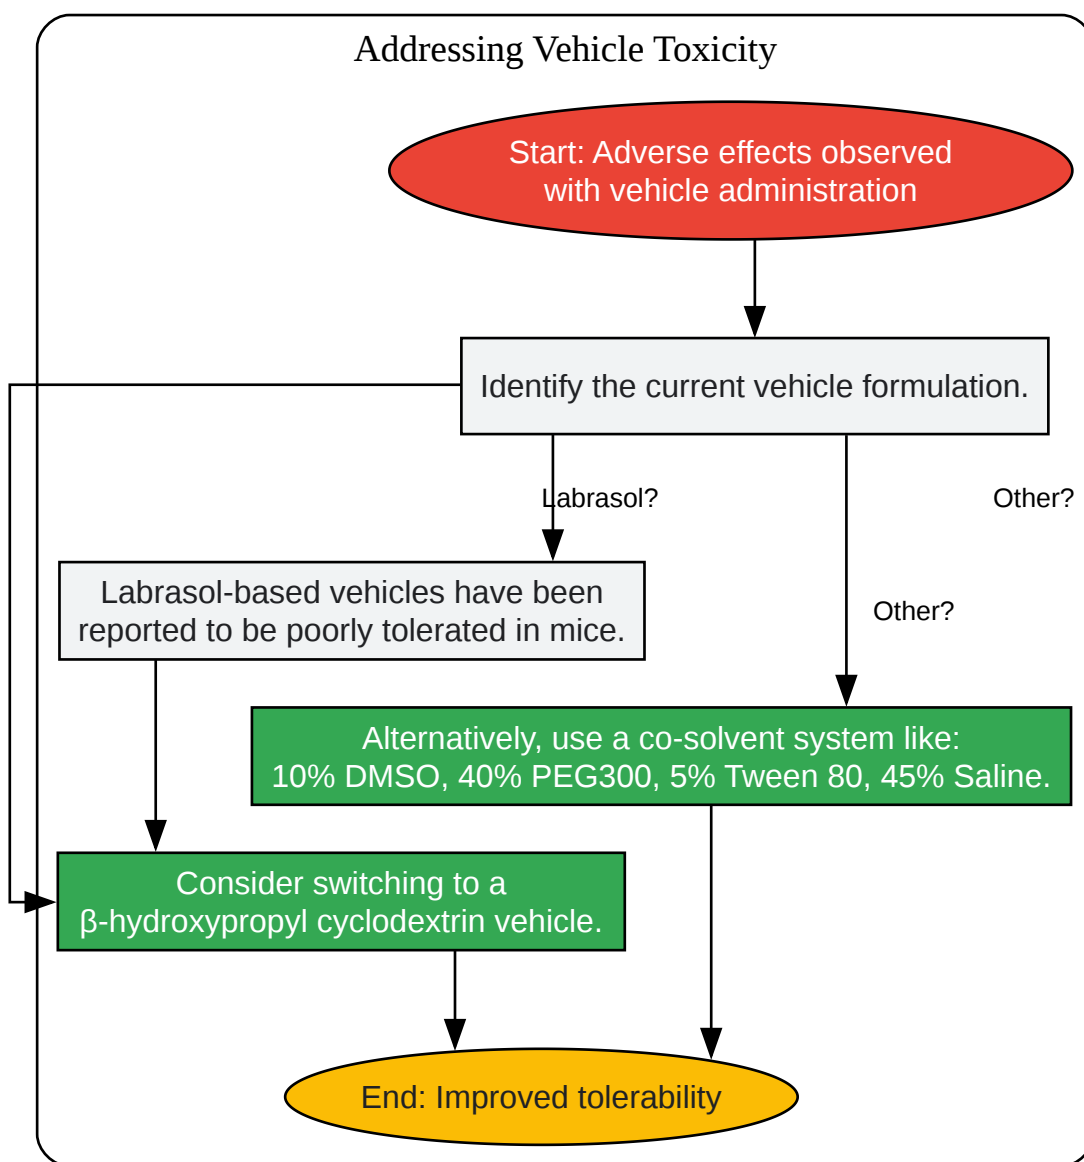 Addressing Vehicle Toxicity
Start: Adverse effects observed
with vehicle administration
Identify the current vehicle formulation.
Labrasol?
Other?
Labrasol-based vehicles have been
reported to be poorly tolerated in mice.
Other?
Alternatively, use a co-solvent system like:
10% DMSO, 40% PEG300, 5% Tween 80, 45% Saline.
Consider switching to a
β-hydroxypropyl cyclodextrin vehicle.
End: Improved tolerability